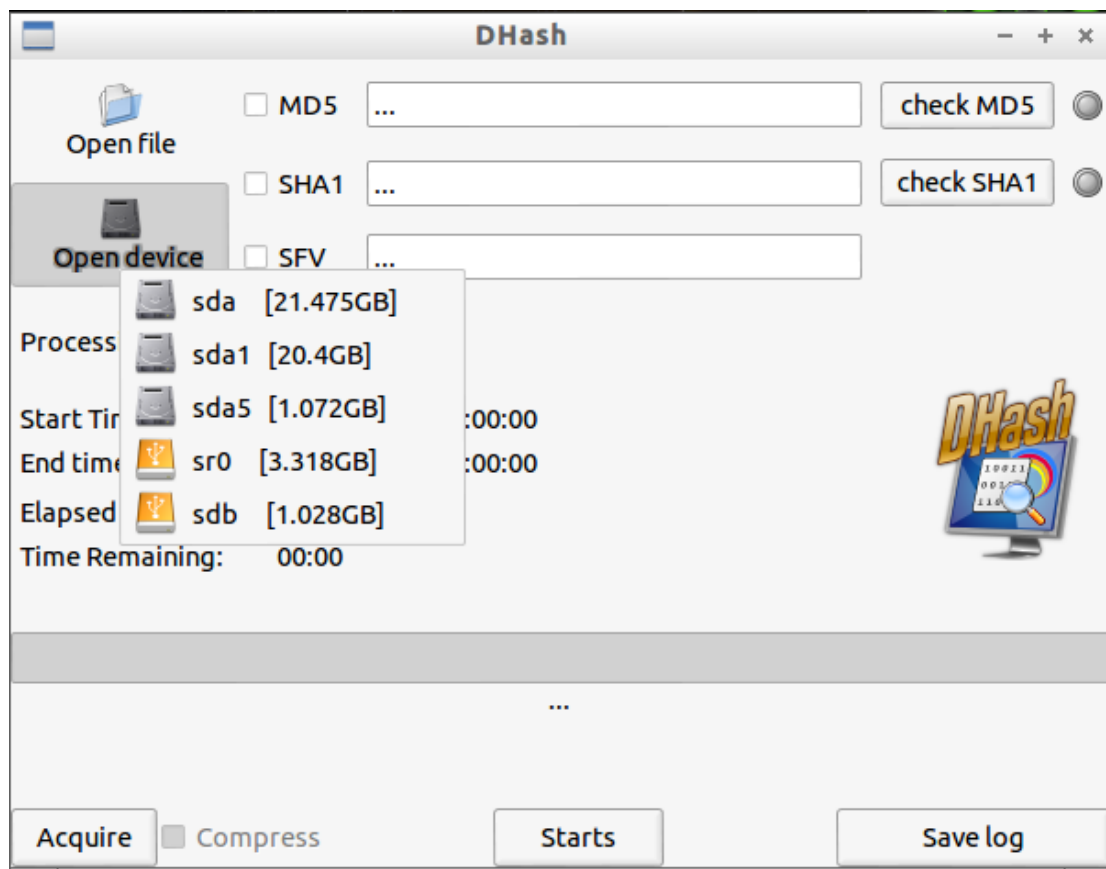 DHash
Open file
MD5 ...
check MD5
SHA1 ...
check SHA1
Open device
SFV ...
sda [21.475GB]
sda1 [20.4GB]
sda5 [1.072GB]
sr0 [3.318GB]
sdb [1.028GB]
Process
Start Tir :00:00
End time :00:00
Elapsed
Time Remaining: 00:00
DHash
10011
...
Acquire
Compress
Starts
Save log